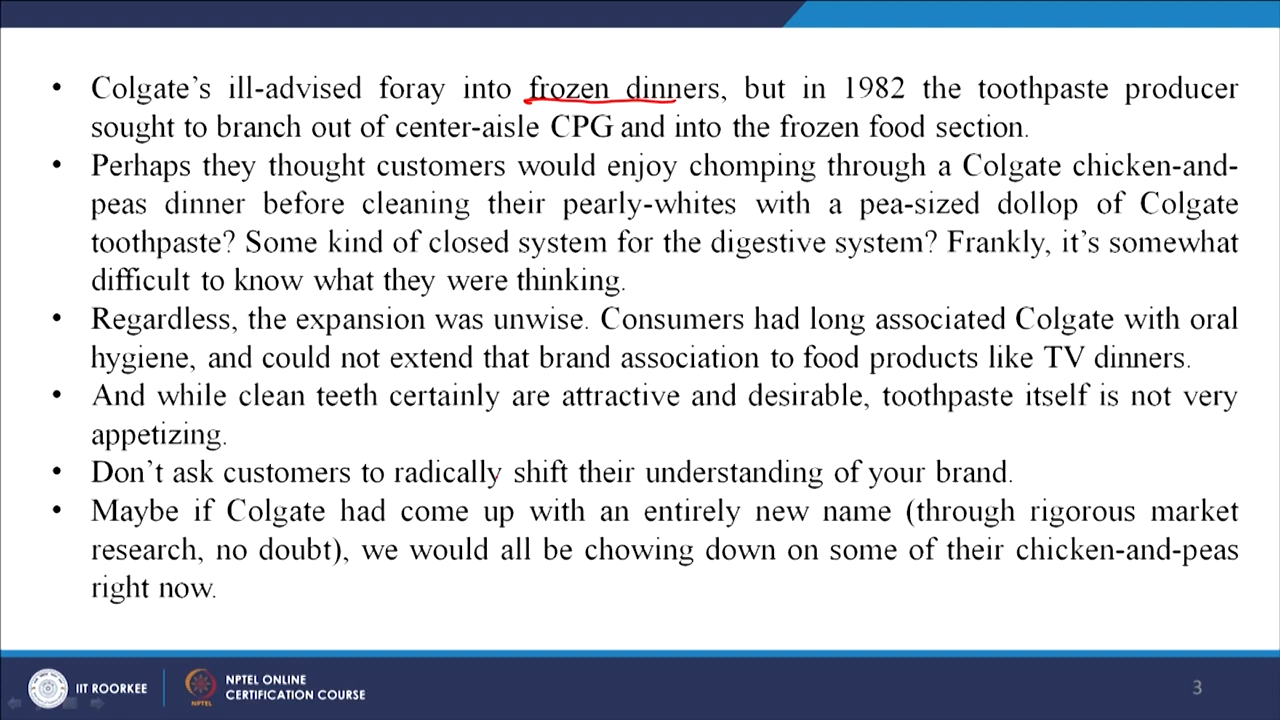 • Colgate's ill-advised foray into frozen dinners, but in 1982 the toothpaste producer
sought to branch out of center-aisle CPG and into the frozen food section.
• Perhaps they thought customers would enjoy chomping through a Colgate chicken-and-
peas dinner before cleaning their pearly-whites with a pea-sized dollop of Colgate
toothpaste? Some kind of closed system for the digestive system? Frankly, it's somewhat
difficult to know what they were thinking.
• Regardless, the expansion was unwise. Consumers had long associated Colgate with oral
hygiene, and could not extend that brand association to food products like TV dinners.
• And while clean teeth certainly are attractive and desirable, toothpaste itself is not very
appetizing.
• Don't ask customers to radically shift their understanding of your brand.
• Maybe if Colgate had come up with an entirely new name (through rigorous market
research, no doubt), we would all be chowing down on some of their chicken-and-peas
right now.
IIT ROORKEE
NPTEL
NPTEL ONLINE
CERTIFICATION COURSE
3